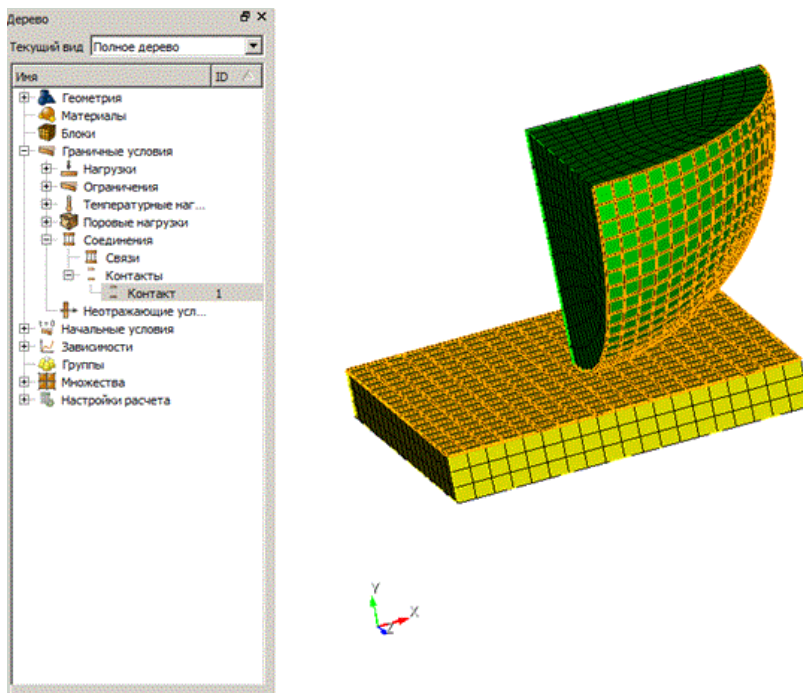 Дерево
Текущий вид Полное дерево
Имя ID
Геометрия
Материалы
Блоки
Граничные условия
Нагрузки
Ограничения
Температурные наг...
Поровые нагрузки
Соединения
Связи
Контакты
Контакт 1
Неотражающие усл...
t=0 Начальные условия
Зависимости
Группы
Множества
Настройки расчета
Y
X
Z